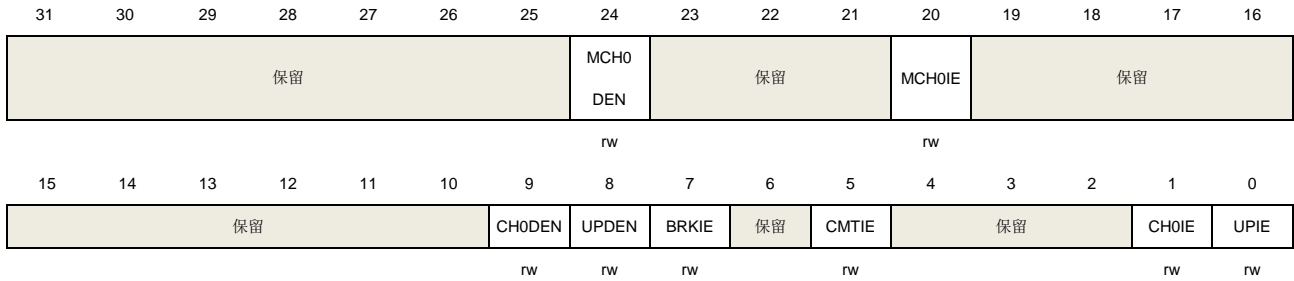 31 30 29 28 27 26 25 24 23 22 21 20 19 18 17 16
保留 MCH0 DEN 保留 MCH0IE 保留
rw rw
15 14 13 12 11 10 9 8 7 6 5 4 3 2 1 0
保留 CH0DEN UPDEN BRKIE 保留 CMTIE 保留 CH0IE UPIE
rw rw rw rw rw rw